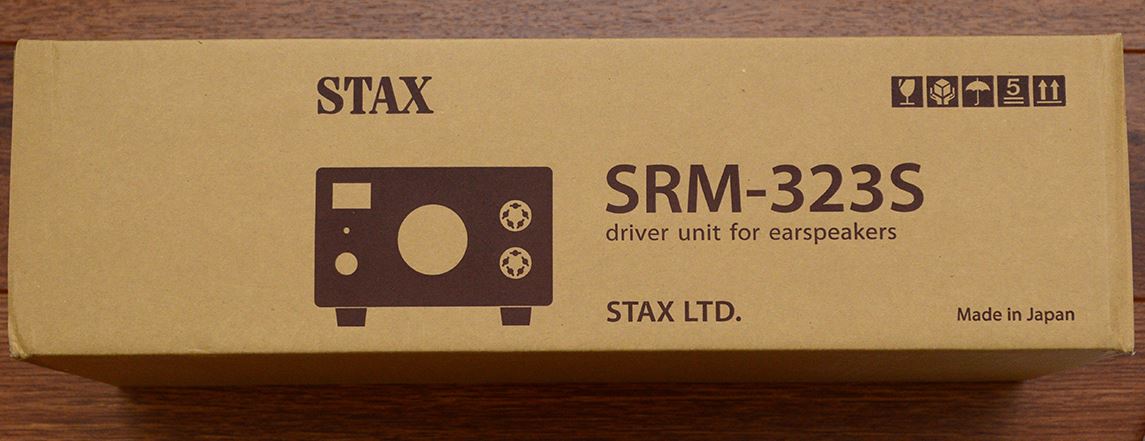 STAX
5
SRM-323S
driver unit for earspeakers
STAX LTD.
Made in Japan